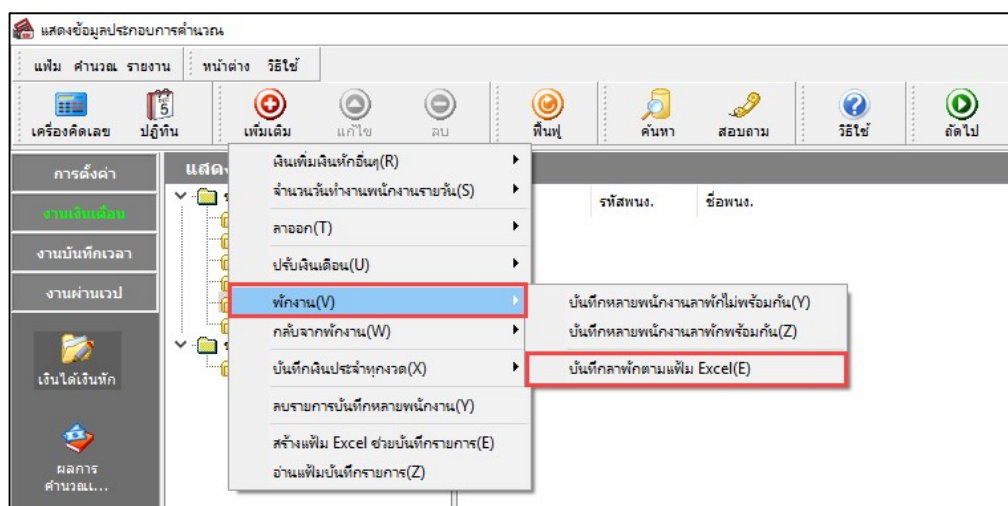 แสดงข้อมูลประกอบการคำนวณ
แฟ้ม คำนวณ รายงาน หน้าต่าง วิธีใช้
5
เครื่องคิดเลข ปฏิทิน เพิ่มเติม แก้ไข ลบ ฟื้นฟู ค้นหา สอบถาม วิธีใช้ ถัดไป
การตั้งค่า
งานเงินเดือน
งานบันทึกเวลา
งานผ่านเวป
เงินได้เงินหัก
ผลการ
คำนวณเ...
แสดง
รหัสพนง. ชื่อพนง.
เงินเพิ่มเงินหักอื่นๆ(R)
จำนวนวันทำงานพนักงานรายวัน(S)
ลาออก(T)
ปรับเงินเดือน(U)
พักงาน(V)
กลับจากพักงาน(W)
บันทึกเงินประจำทุกงวด(X)
ลบรายการบันทึกหลายพนักงาน(Y)
สร้างแฟ้ม Excel ช่วยบันทึกรายการ(E)
อ่านแฟ้มบันทึกรายการ(Z)
บันทึกหลายพนักงานลาพักไม่พร้อมกัน(Y)
บันทึกหลายพนักงานลาพักพร้อมกัน(Z)
บันทึกลาพักตามแฟ้ม Excel(E)